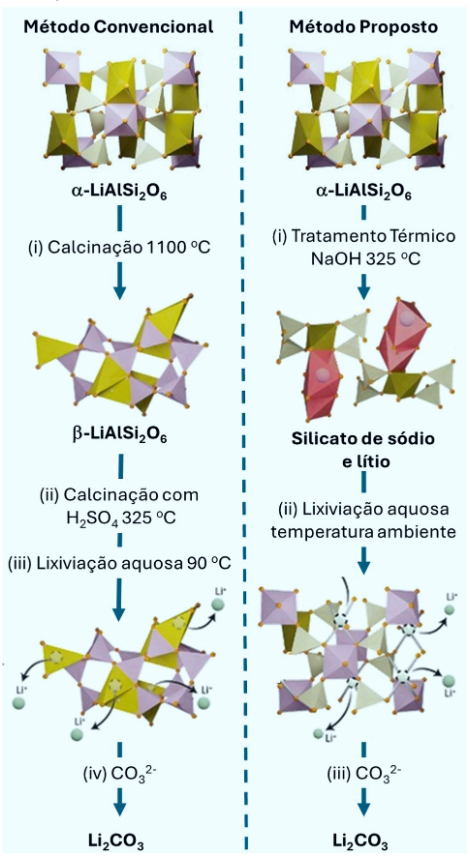 Método Convencional
α-LiAlSi₂O₆
(i) Calcinação 1100 ºC
β-LiAlSi₂O₆
(ii) Calcinação com
H₂SO₄ 325 ºC
(iii) Lixiviação aquosa 90 ºC
Li⁺
Li⁺
Li⁺
Li⁺
(iv) CO₃²⁻
Li₂CO₃
Método Proposto
α-LiAlSi₂O₆
(i) Tratamento Térmico
NaOH 325 ºC
Silicato de sódio
e lítio
(ii) Lixiviação aquosa
temperatura ambiente
Li⁺
Li⁺
Li⁺
(iii) CO₃²⁻
Li₂CO₃